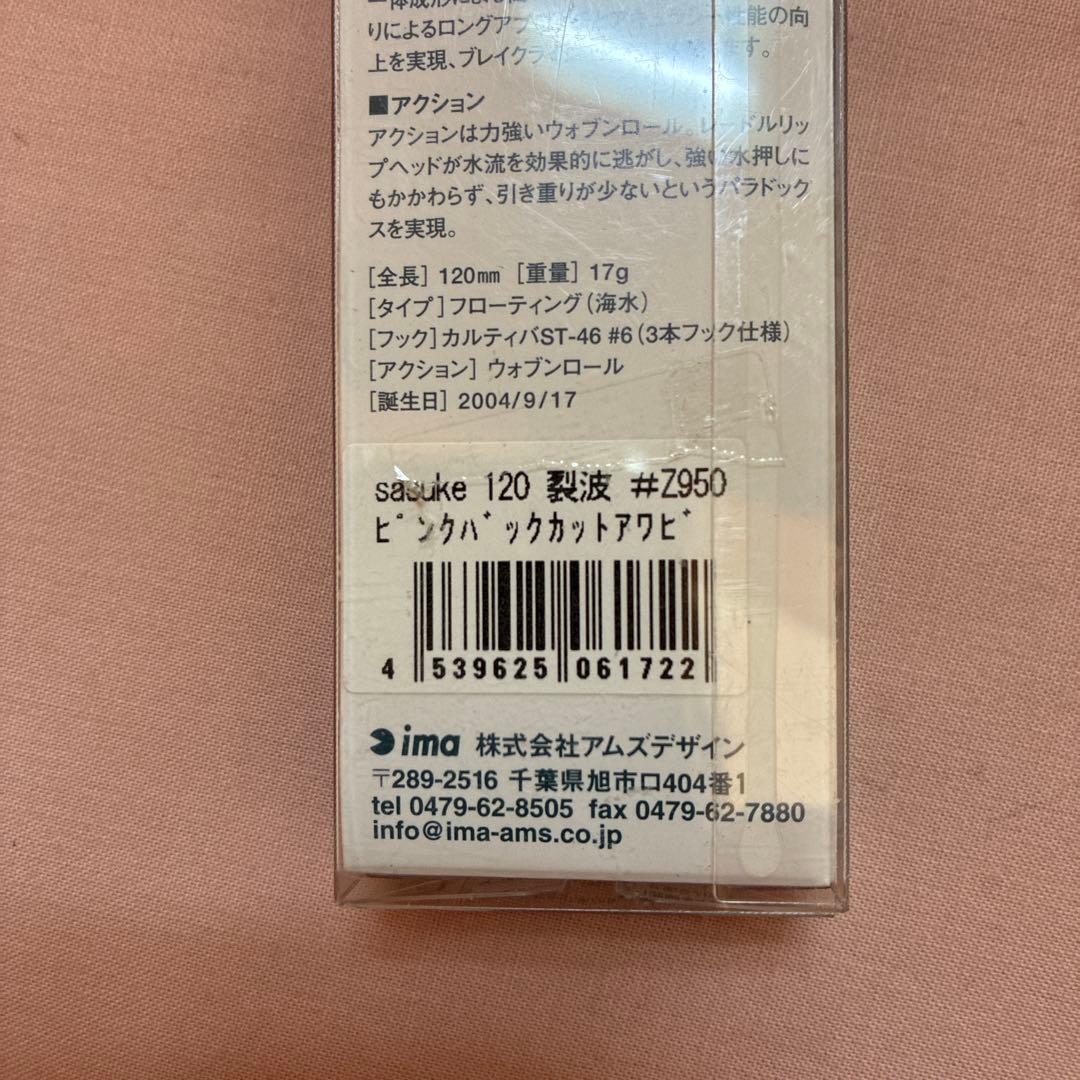 りによるロングアプ
性能の向
上を実現、ブレイクラ
ます。
■アクション
アクションは力強いウォブンロール。レードルリッ
プヘッドが水流を効果的に逃がし、強い水押しに
もかかわらず、引き重りが少ないというパラドック
スを実現。
[全長] 120mm [重量] 17g
[タイプ]フローティング(海水)
[フック]カルティバST-46 #6(3本フック仕様)
[アクション] ウォブンロール
[誕生日] 2004/9/17
sasuke 120 裂波 #Z950
ﾋﾟﾝｸﾊﾞｯｸｶｯﾄｱﾜﾋﾞ
4 539625 061722
ima 株式会社アムズデザイン
〒289-2516 千葉県旭市ロ404番1
tel 0479-62-8505 fax 0479-62-7880
info@ima-ams.co.jp